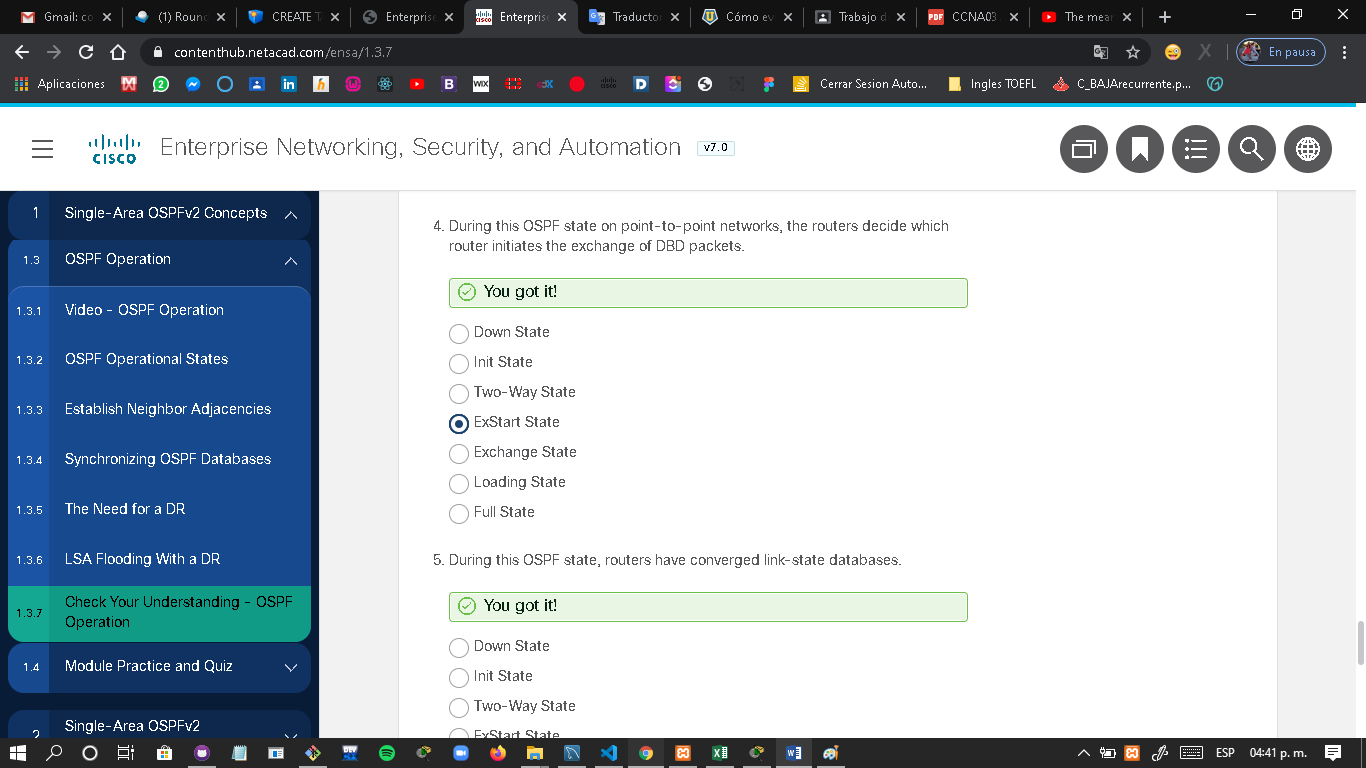 Gmail: co
(1) Round
CREATE T
Enterprise
Enterprise
Traductor
Cómo ev
Trabajo d
CCNA03
The mear
contenthub.netacad.com/ensa/1.3.7
En pausa
Aplicaciones
Cerrar Sesion Auto...
Ingles TOEFL
C_BAJArecurrente.p...
CISCO
Enterprise Networking, Security, and Automation v7.0
1 Single-Area OSPFv2 Concepts
1.3 OSPF Operation
1.3.1 Video - OSPF Operation
1.3.2 OSPF Operational States
1.3.3 Establish Neighbor Adjacencies
1.3.4 Synchronizing OSPF Databases
1.3.5 The Need for a DR
1.3.6 LSA Flooding With a DR
1.3.7 Check Your Understanding - OSPF
Operation
1.4 Module Practice and Quiz
2 Single-Area OSPFv2
4. During this OSPF state on point-to-point networks, the routers decide which
router initiates the exchange of DBD packets.
You got it!
Down State
Init State
Two-Way State
ExStart State
Exchange State
Loading State
Full State
5. During this OSPF state, routers have converged link-state databases.
You got it!
Down State
Init State
Two-Way State
ExStart State
ESP
04:41 p. m.